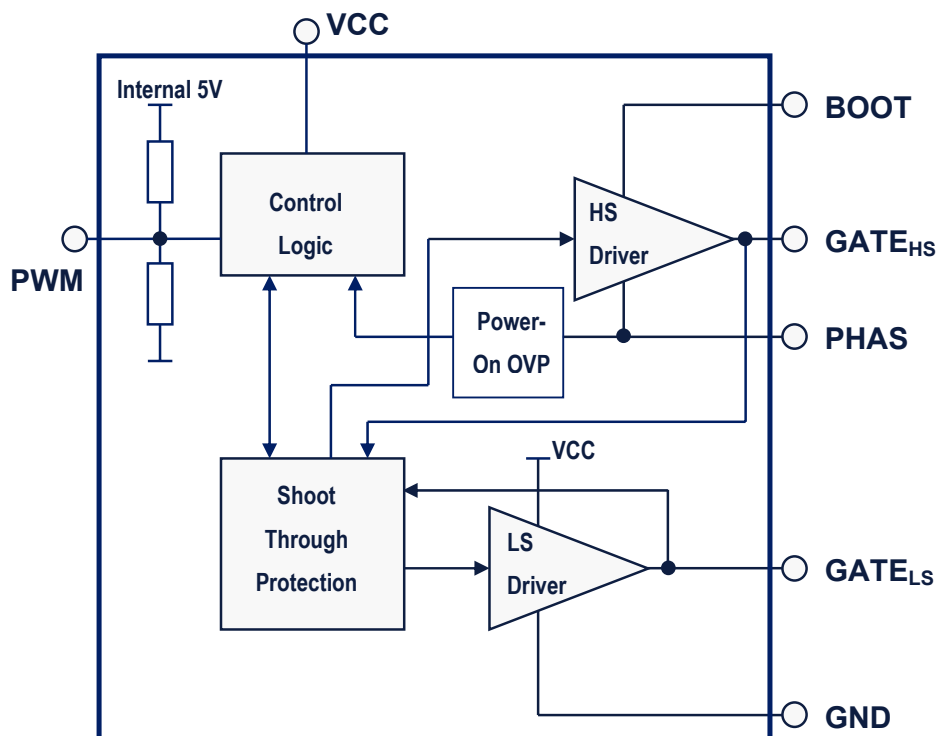 VCC
Internal 5V
BOOT
Control
Logic
HS
Driver
GATEHS
PWM
Power-
On OVP
PHAS
VCC
Shoot
Through
Protection
LS
Driver
GATELS
GND